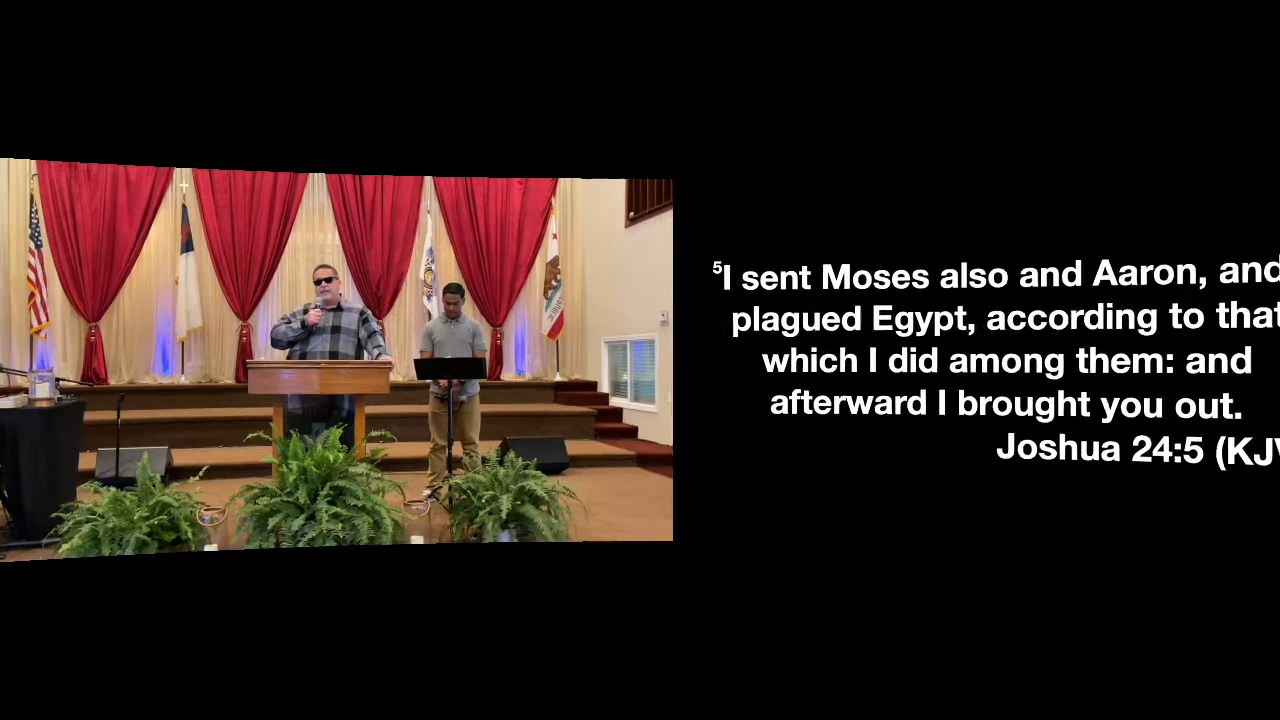 ⁵I sent Moses also and Aaron, and
plagued Egypt, according to that
which I did among them: and
afterward I brought you out.
Joshua 24:5 (KJV